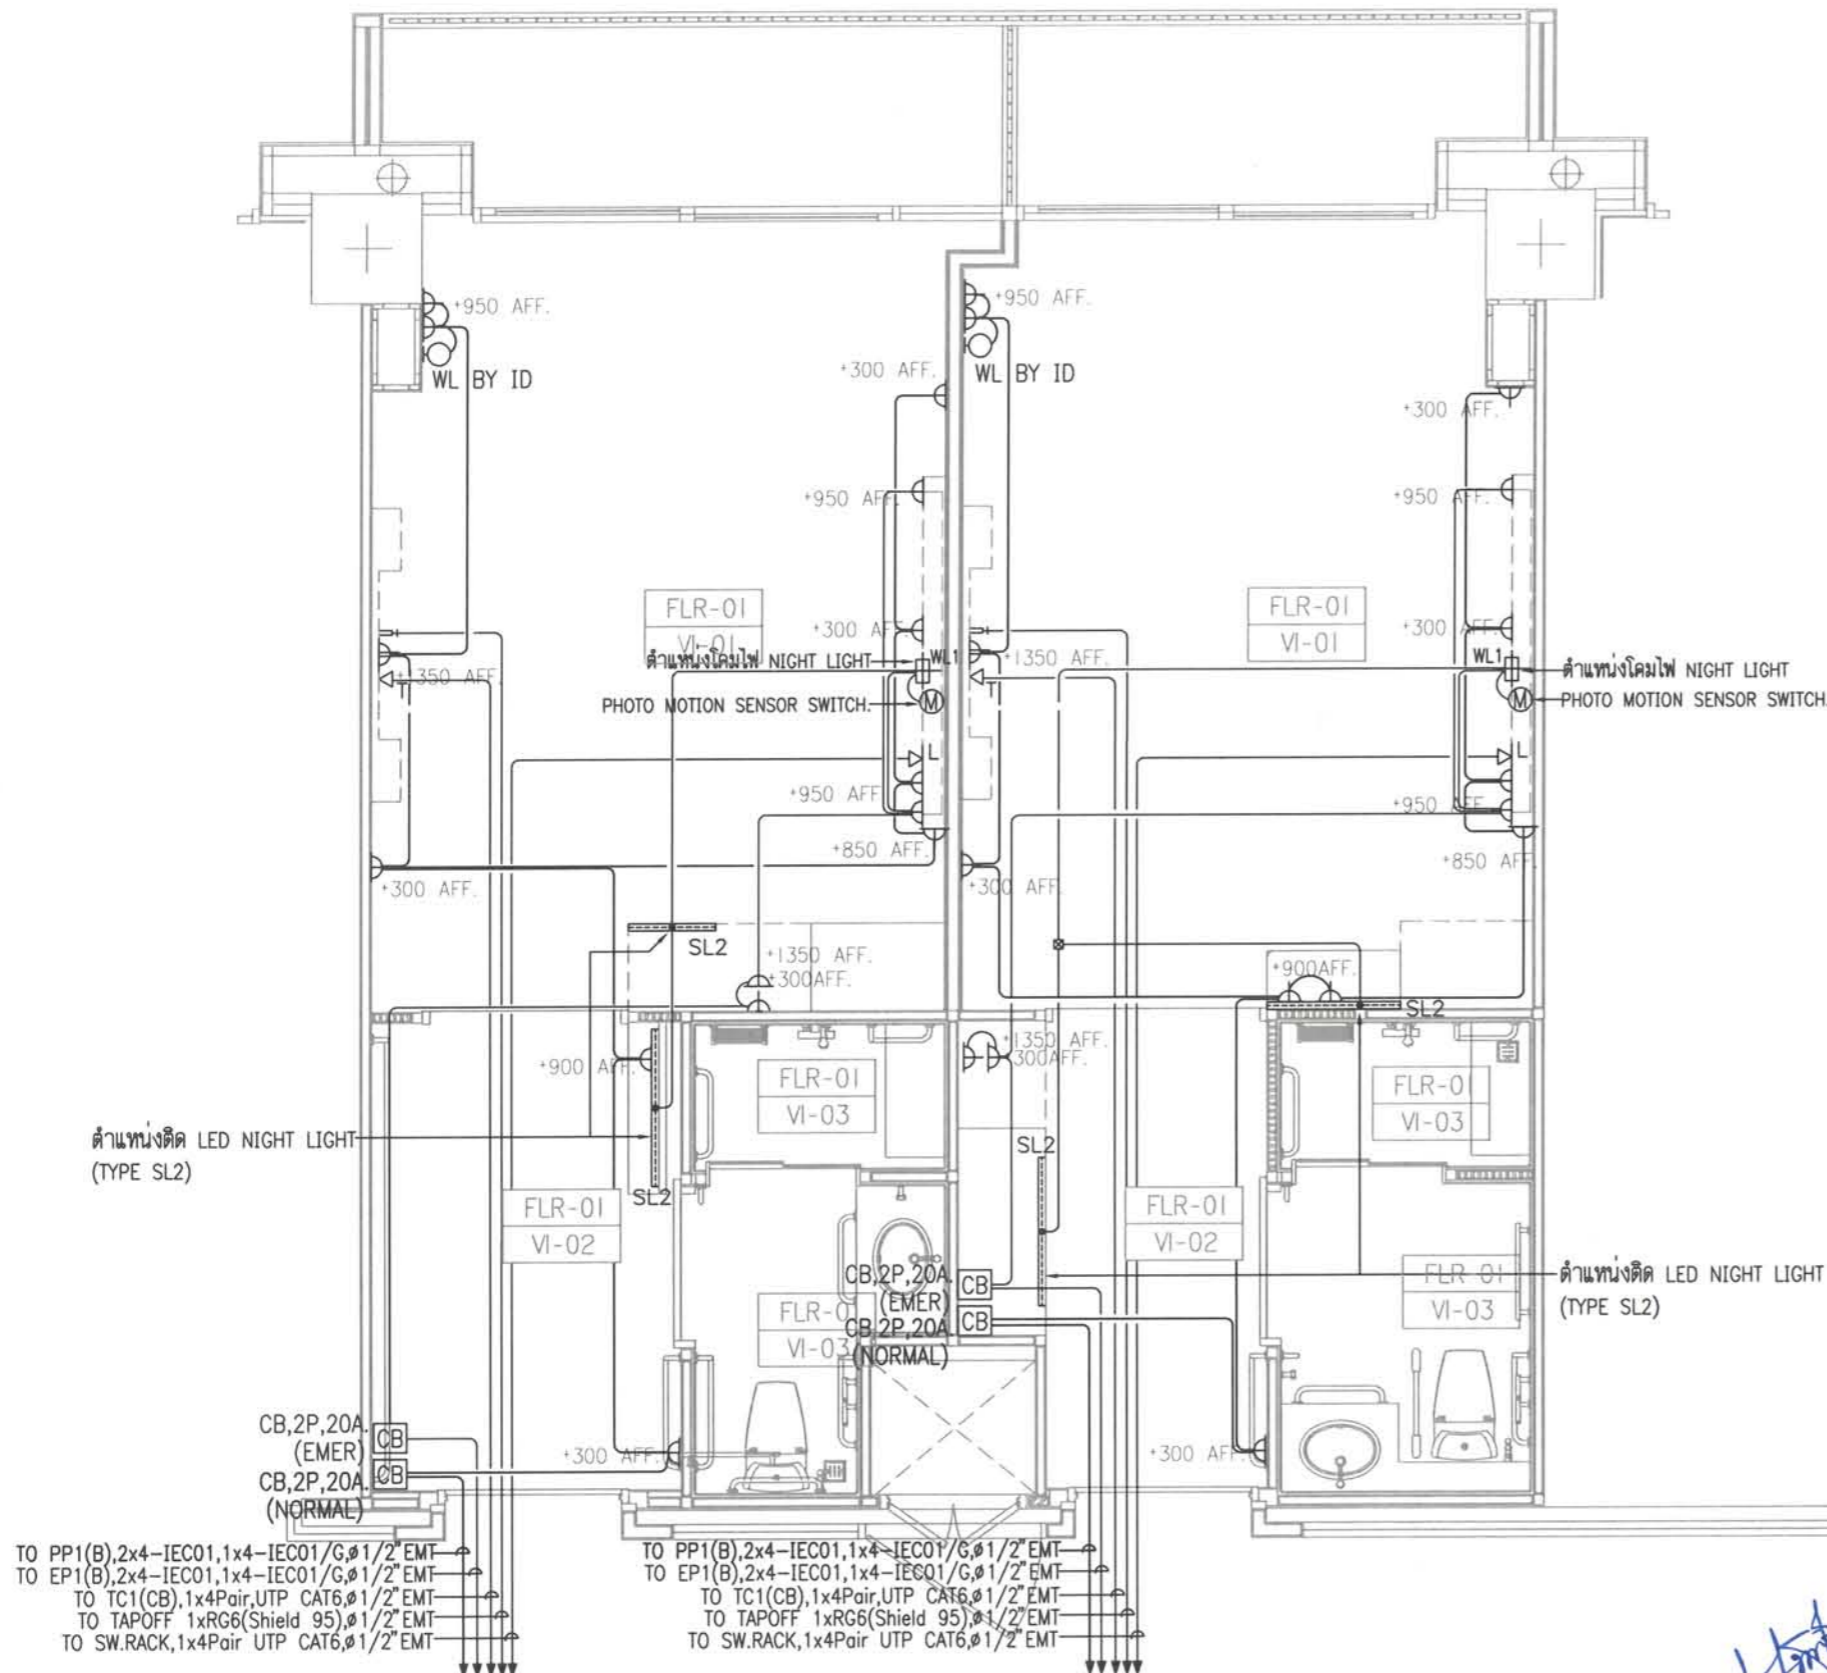 +950 AFF.
WL BY ID
+950 AFF.
WL BY ID
+300 AFF.
+300 AFF.
+950 AFF.
+950 AFF.
FLR-01
VI-01
FLR-01
VI-01
+300 AFF.
+300 AFF.
ตำแหน่งโคมไฟ NIGHT LIGHT
WL1
+1350 AFF.
WL1
ตำแหน่งโคมไฟ NIGHT LIGHT
+1350 AFF.
T
T
PHOTO MOTION SENSOR SWITCH.
M
M
PHOTO MOTION SENSOR SWITCH.
L
L
+950 AFF.
+950 AFF.
+850 AFF.
+850 AFF.
+300 AFF.
+300 AFF.
SL2
+1350 AFF.
+300AFF.
+900AFF.
SL2
+900 AFF.
+1350 AFF.
300AFF.
FLR-01
VI-03
FLR-01
VI-03
ตำแหน่งติด LED NIGHT LIGHT
(TYPE SL2)
SL2
SL2
FLR-01
VI-02
FLR-01
VI-02
CB,2P,20A.
(EMER)
CB
CB,2P,20A.
(NORMAL)
CB
FLR-0
VI-03
FLR-01
VI-03
ตำแหน่งติด LED NIGHT LIGHT
(TYPE SL2)
CB,2P,20A.
(EMER)
CB
CB,2P,20A.
(NORMAL)
CB
+300 AFF.
+300 AFF.
TO PP1(B),2x4-IEC01,1x4-IEC01/G,ø1/2"EMT
TO EP1(B),2x4-IEC01,1x4-IEC01/G,ø1/2"EMT
TO TC1(CB),1x4Pair,UTP CAT6,ø1/2"EMT
TO TAPOFF 1xRG6(Shield 95),ø1/2"EMT
TO SW.RACK,1x4Pair UTP CAT6,ø1/2"EMT
TO PP1(B),2x4-IEC01,1x4-IEC01/G,ø1/2"EMT
TO EP1(B),2x4-IEC01,1x4-IEC01/G,ø1/2"EMT
TO TC1(CB),1x4Pair,UTP CAT6,ø1/2"EMT
TO TAPOFF 1xRG6(Shield 95),ø1/2"EMT
TO SW.RACK,1x4Pair UTP CAT6,ø1/2"EMT